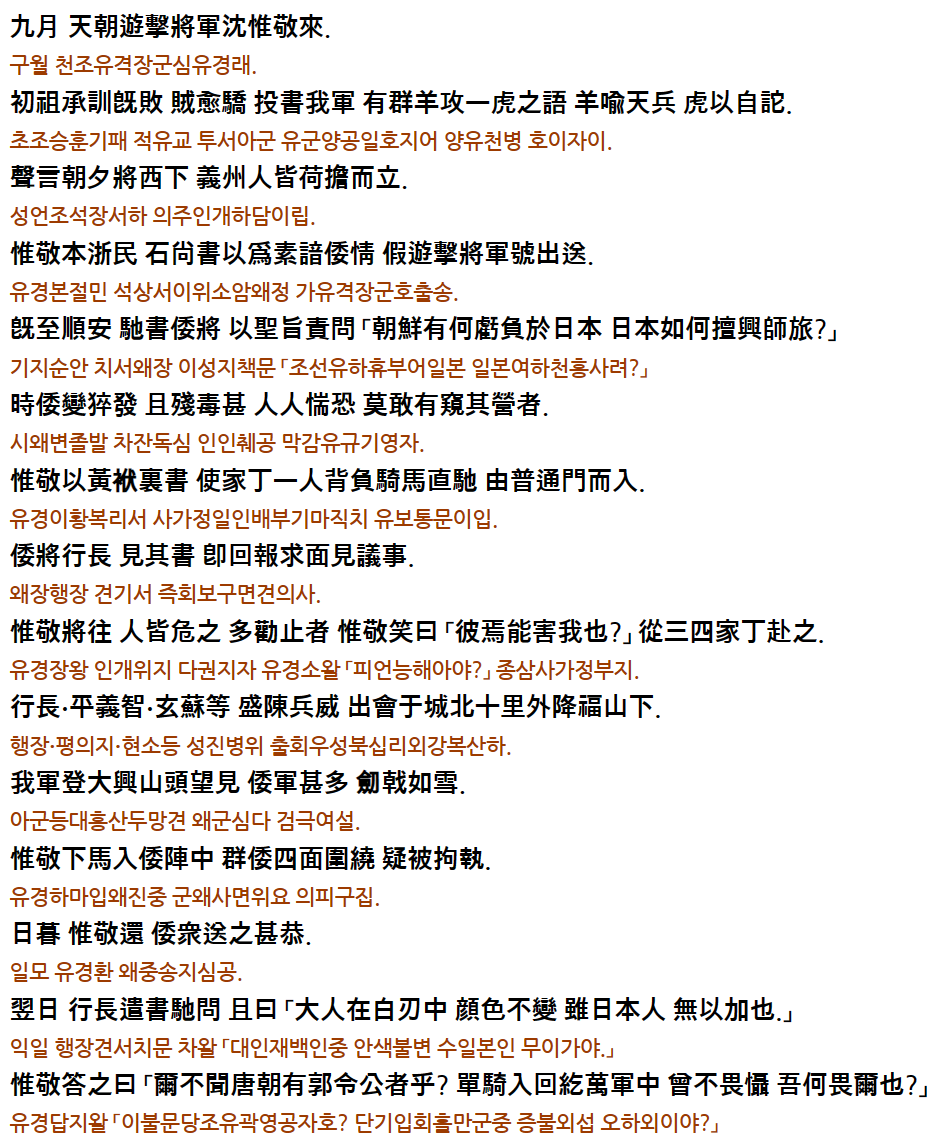 九月 天朝遊擊將軍沈惟敬來.
구월 천조유격장군심유경래.
初祖承訓旣敗 賊愈驕 投書我軍 有群羊攻一虎之語 羊喩天兵 虎以自詑.
초조승훈기패 적유교 투서아군 유군양공일호지어 양유천병 호이자이.
聲言朝夕將西下 義州人皆荷擔而立.
성언조석장서하 의주인개하담이립.
惟敬本浙民 石尙書以爲素諳倭情 假遊擊將軍號出送.
유경본절민 석상서이위소암왜정 가유격장군호출송.
旣至順安 馳書倭將 以聖旨責問 ｢朝鮮有何虧負於日本 日本如何擅興師旅?｣
기지순안 치서왜장 이성지책문 ｢조선유하휴부어일본 일본여하천흥사려?｣
時倭變猝發 且殘毒甚 人人惴恐 莫敢有窺其營者.
시왜변졸발 차잔독심 인인췌공 막감유규기영자.
惟敬以黃袱裏書 使家丁一人背負騎馬直馳 由普通門而入.
유경이황복리서 사가정일인배부기마직치 유보통문이입.
倭將行長 見其書 卽回報求面見議事.
왜장행장 견기서 즉회보구면견의사.
惟敬將往 人皆危之 多勸止者 惟敬笑曰 ｢彼焉能害我也?｣ 從三四家丁赴之.
유경장왕 인개위지 다권지자 유경소왈 ｢피언능해아야?｣ 종삼사가정부지.
行長·平義智·玄蘇等 盛陳兵威 出會于城北十里外降福山下.
행장·평의지·현소등 성진병위 출회우성북십리외강복산하.
我軍登大興山頭望見 倭軍甚多 劒戟如雪.
아군등대흥산두망견 왜군심다 검극여설.
惟敬下馬入倭陣中 群倭四面圍繞 疑被拘執.
유경하마입왜진중 군왜사면위요 의피구집.
日暮 惟敬還 倭衆送之甚恭.
일모 유경환 왜중송지심공.
翌日 行長遣書馳問 且曰 ｢大人在白刃中 顔色不變 雖日本人 無以加也.｣
익일 행장견서치문 차왈 ｢대인재백인중 안색불변 수일본인 무이가야.｣
惟敬答之曰 ｢爾不聞唐朝有郭令公者乎? 單騎入回紇萬軍中 曾不畏懾 吾何畏爾也?｣
유경답지왈 ｢이불문당조유곽영공자호? 단기입회흘만군중 증불외섭 오하외이야?｣